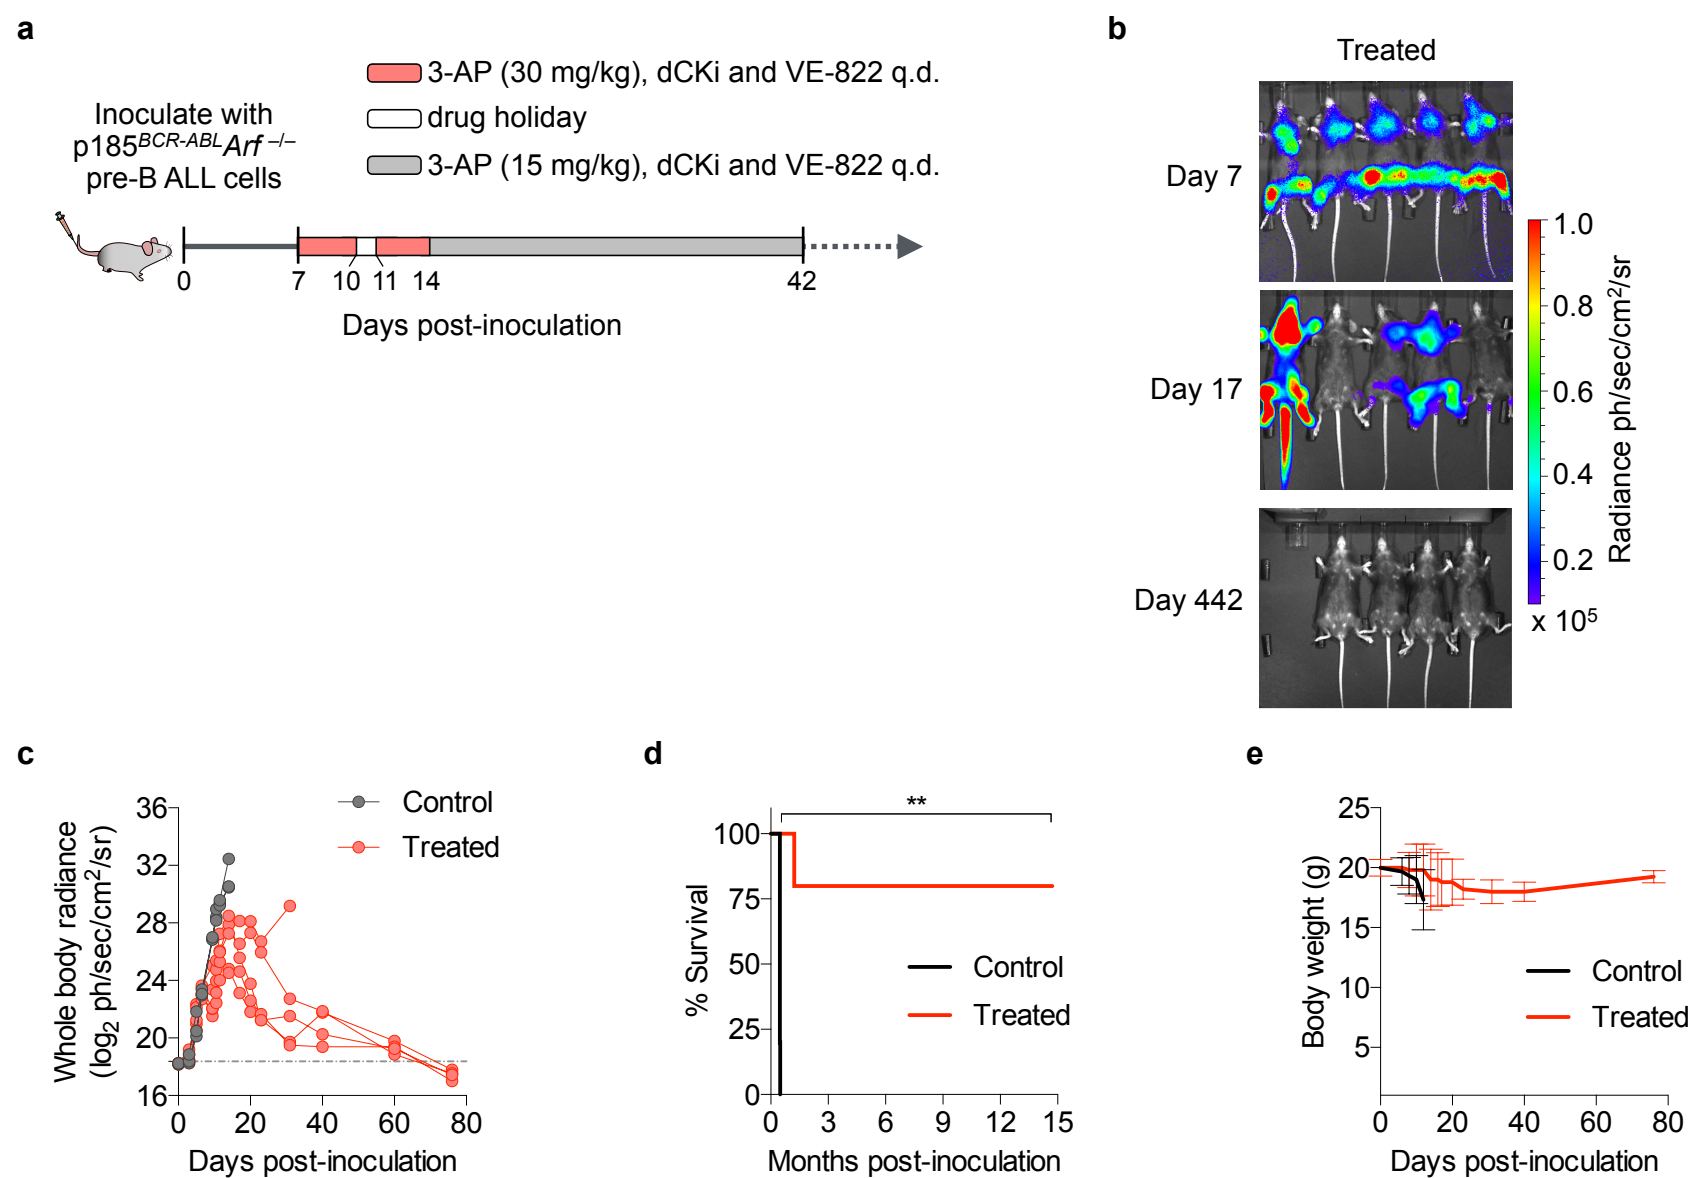 a
3-AP (30 mg/kg), dCKi and VE-822 q.d.
drug holiday
3-AP (15 mg/kg), dCKi and VE-822 q.d.
Inoculate with
p185BCR-ABLArf –/–
pre-B ALL cells
0 7 10 11 14 42
Days post-inoculation
b
Treated
Day 7
Day 17
Day 442
1.0
0.8
0.6
0.4
0.2
x 10⁵
Radiance ph/sec/cm²/sr
c
Control
Treated
36
32
28
24
20
16
Whole body radiance
(log₂ ph/sec/cm²/sr)
0 20 40 60 80
Days post-inoculation
d
**
100
75
50
25
0
% Survival
Control
Treated
0 3 6 9 12 15
Months post-inoculation
e
25
20
15
10
5
Body weight (g)
Control
Treated
0 20 40 60 80
Days post-inoculation